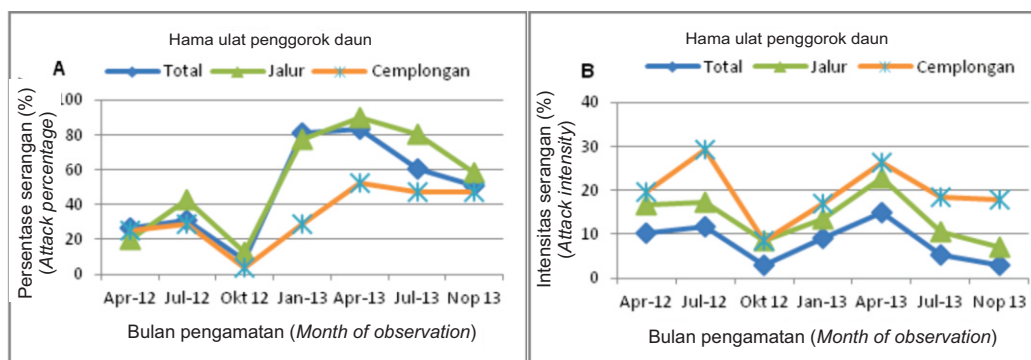 Hama ulat penggorok daun
A
Total Jalur Cemplongan
Persentase serangan (%)
(Attack percentage)
100
80
60
40
20
0
Apr-12 Jul-12 Okt 12 Jan-13 Apr-13 Jul-13 Nop 13
Bulan pengamatan (Month of observation)
Hama ulat penggorok daun
B
Total Jalur Cemplongan
Intensitas serangan (%)
(Attack intensity)
40
30
20
10
0
Apr-12 Jul-12 Okt 12 Jan-13 Apr-13 Jul-13 Nop 13
Bulan pengamatan (Month of observation)